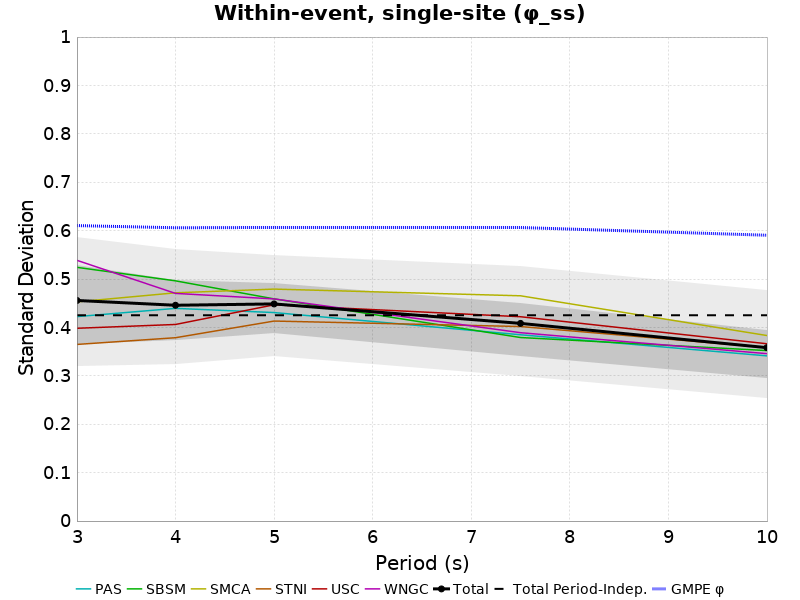 Within-event, single-site (φ_ss)
1
0.9
0.8
0.7
0.6
0.5
0.4
0.3
0.2
0.1
0
Standard Deviation
3 4 5 6 7 8 9 10
Period (s)
PAS SBSM SMCA STNI USC WNGC Total Total Period-Indep. GMPE φ